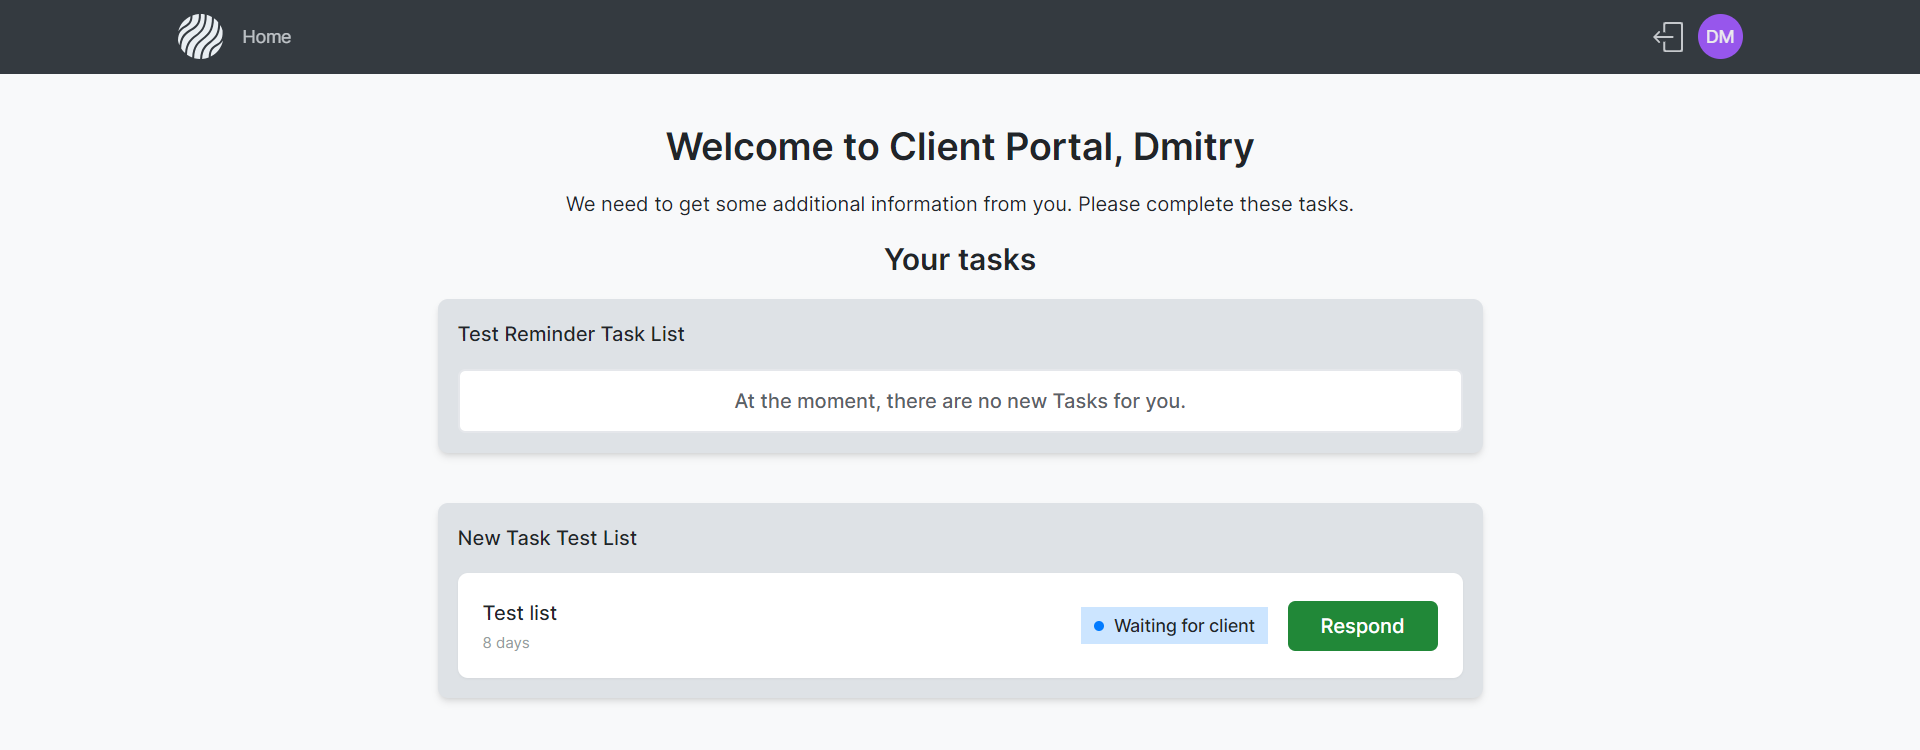 Home
DM
Welcome to Client Portal, Dmitry
We need to get some additional information from you. Please complete these tasks.
Your tasks
Test Reminder Task List
At the moment, there are no new Tasks for you.
New Task Test List
Test list
8 days
Waiting for client
Respond